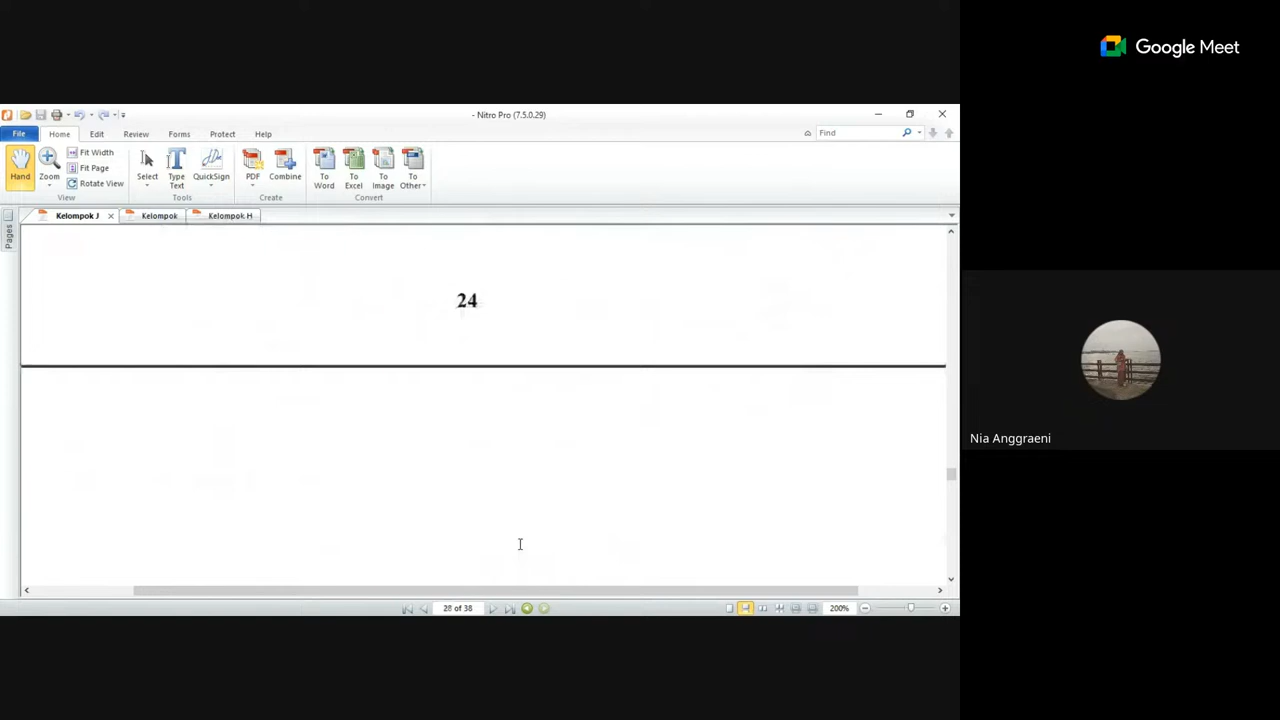 Google Meet
- Nitro Pro (7.5.0.29)
File Home Edit Review Forms Protect Help
Find
Hand
Zoom
Fit Width
Fit Page
Rotate View
View
Select
Type Text
QuickSign
Tools
PDF
Combine
Create
To Word
To Excel
To Image
To Other
Convert
Kelompok J
Kelompok
Kelompok H
Pages
24
Nia Anggraeni
28 of 38
200%